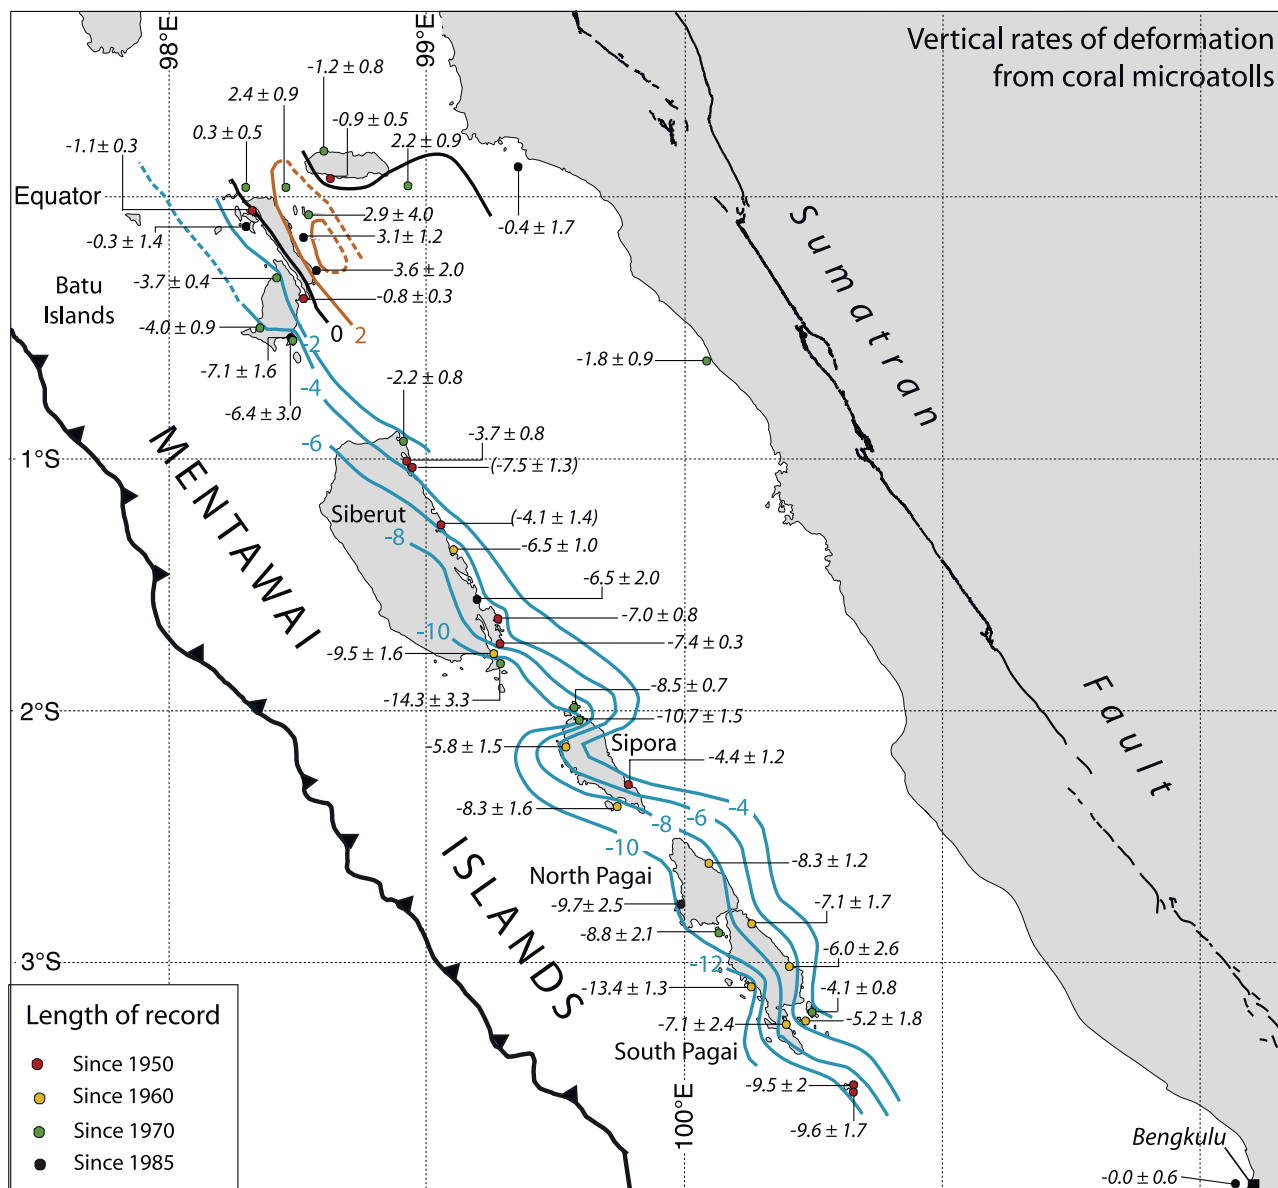 Vertical rates of deformation
from coral microatolls
98°E
99°E
-1.2 ± 0.8
2.4 ± 0.9
-0.9 ± 0.5
0.3 ± 0.5
2.2 ± 0.9
-1.1 ± 0.3
Equator
2.9 ± 4.0
-0.4 ± 1.7
-0.3 ± 1.4
3.1 ± 1.2
3.6 ± 2.0
-3.7 ± 0.4
Batu
Islands
-0.8 ± 0.3
-4.0 ± 0.9
0
2
-2
-7.1 ± 1.6
-1.8 ± 0.9
-2.2 ± 0.8
-4
-6.4 ± 3.0
Sumatran
Fault
MENTAWAI
ISLANDS
-6
-3.7 ± 0.8
1°S
(-7.5 ± 1.3)
Siberut
(-4.1 ± 1.4)
-8
-6.5 ± 1.0
-6.5 ± 2.0
-7.0 ± 0.8
-10
-7.4 ± 0.3
-9.5 ± 1.6
-14.3 ± 3.3
-8.5 ± 0.7
2°S
-10.7 ± 1.5
-5.8 ± 1.5
Sipora
-4.4 ± 1.2
-8.3 ± 1.6
-4
-6
-8
-10
-8.3 ± 1.2
North Pagai
-9.7 ± 2.5
-7.1 ± 1.7
-8.8 ± 2.1
-6.0 ± 2.6
3°S
-12
-13.4 ± 1.3
-4.1 ± 0.8
-5.2 ± 1.8
-7.1 ± 2.4
South Pagai
-9.5 ± 2
100°E
-9.6 ± 1.7
Bengkulu
-0.0 ± 0.6
Length of record
Since 1950
Since 1960
Since 1970
Since 1985